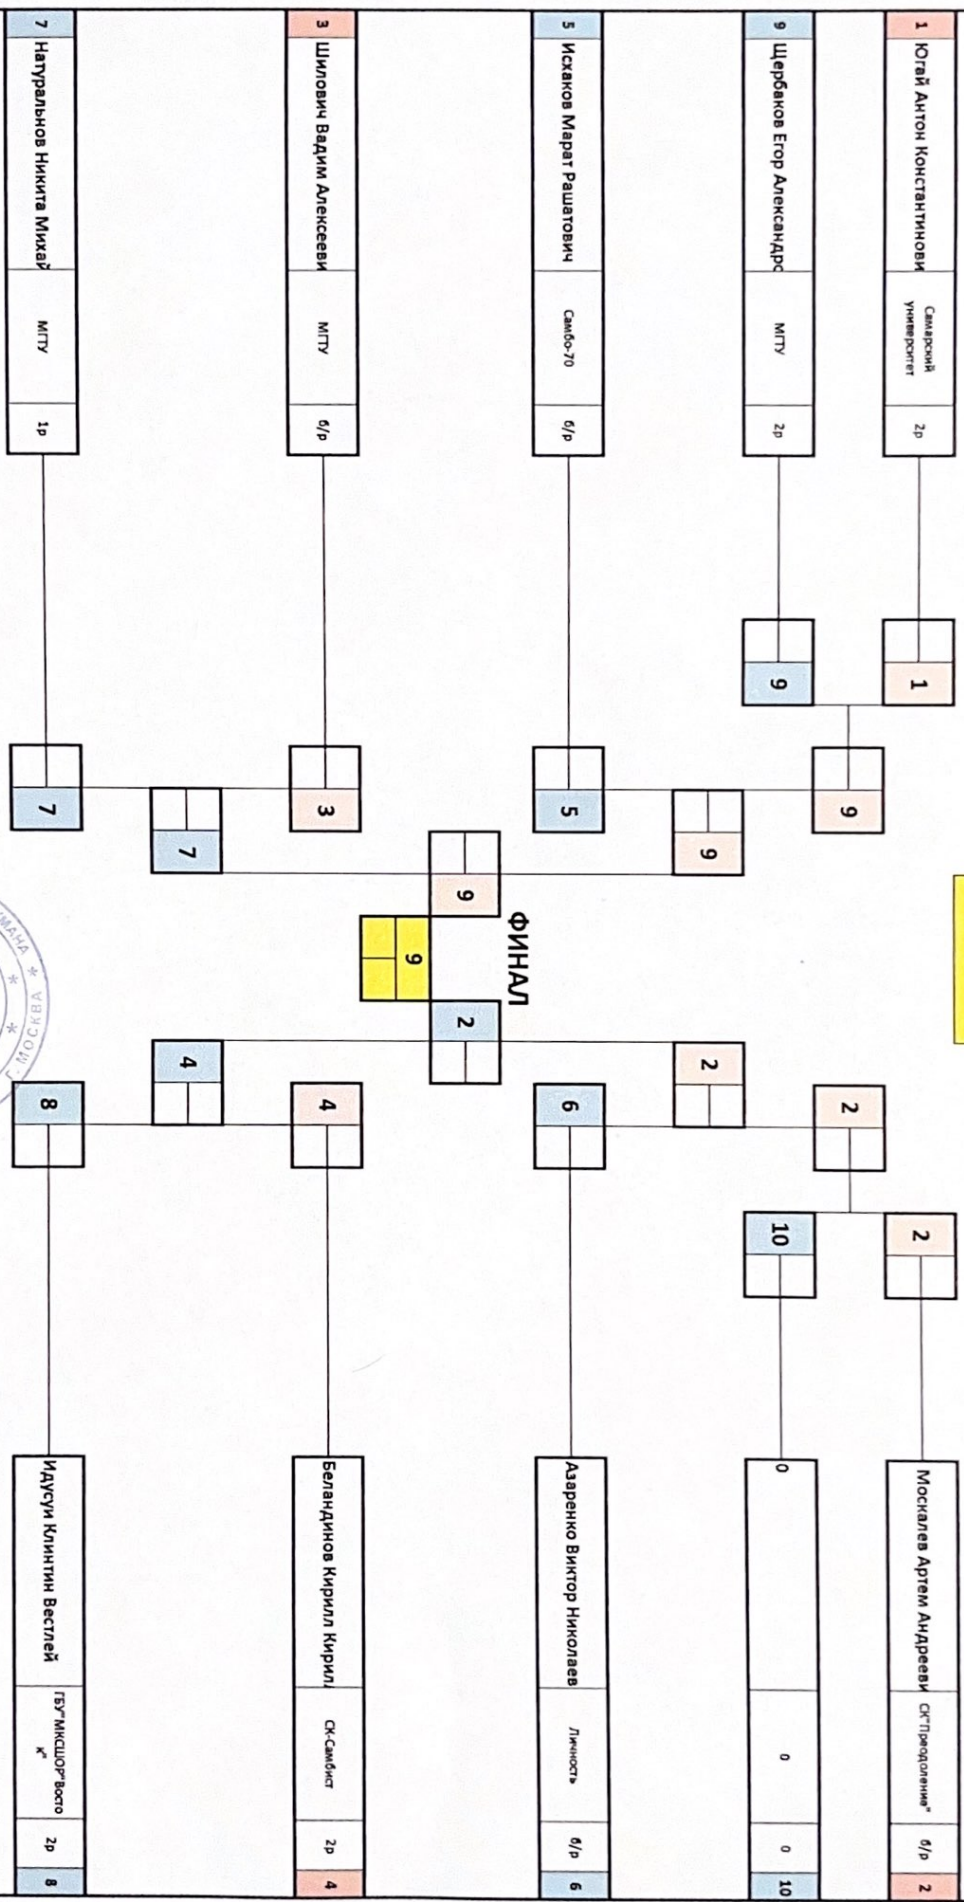 1 Югай Антон Константинови Самарский университет 2р
9 Щербаков Егор Александро МГТУ 2р
5 Исхаков Марат Рашатович Самбо-70 б/р
3 Шилович Вадим Алексееви МГТУ б/р
7 Натуральнов Никита Михай МГТУ 1р
1
9
9
5
9
3
7
7
ФИНАЛ
9
9
2
2
10
2
6
2
4
8
4
Москалев Артем Андрееви СК"Преодоление" б/р 2
0 0 0 10
Азаренко Виктор Николаев Личность б/р 6
Беландинов Кирилл Кирил СК-Самбист 2р 4
Идусуи Клинтин Вестлей ГБУ"МКСШОР"Восто
к" 2р 8
Г. МОСКВА *